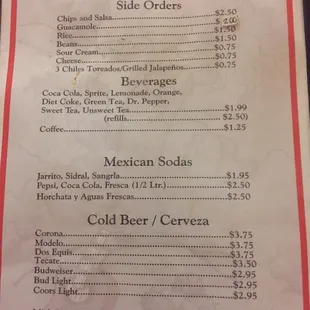 Side Orders
Chips and Salsa $2.50
Guacamole $ 2.00
Rice $1.50
Beans $1.50
Sour Cream $0.75
Cheese $0.75
3 Chiles Toreados/Grilled Jalapeños $0.75
Beverages
Coca Cola, Sprite, Lemonade, Orange,
Diet Coke, Green Tea, Dr. Pepper,
Sweet Tea, Unsweet Tea $1.99
(refills $2.50)
Coffee $1.25
Mexican Sodas
Jarrito, Sidral, Sangria $1.95
Pepsi, Coca Cola, Fresca (1/2 Ltr.) $2.50
Horchata y Aguas Frescas $2.50
Cold Beer / Cerveza
Corona $3.75
Modelo $3.75
Dos Equis $3.75
Tecate $3.50
Budweiser $2.95
Bud Light $2.95
Coors Light $2.95